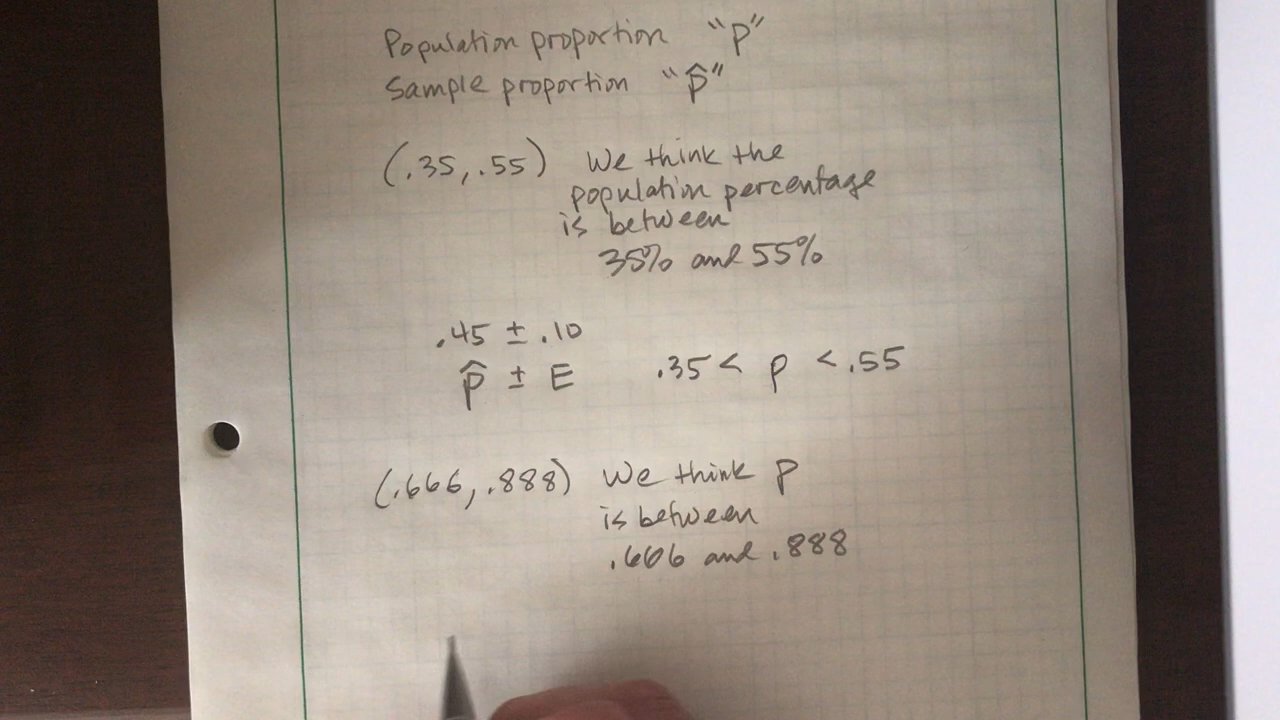 Population proportion "p"
Sample proportion "p̂"
(.35, .55) We think the
population percentage
is between
35% and 55%
.45 ± .10
p̂ ± E .35 < p < .55
(.666, .888) We think p
is between
.666 and .888